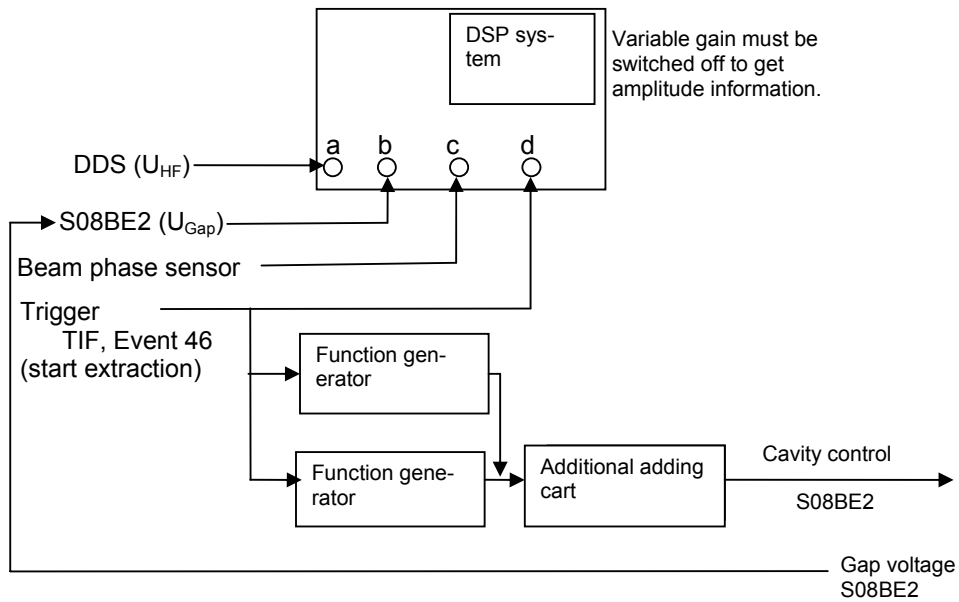 DSP sys-
tem
Variable gain must be
switched off to get
amplitude information.
a b c d
DDS (U_HF)
S08BE2 (U_Gap)
Beam phase sensor
Trigger
TIF, Event 46
(start extraction)
Function gen-
erator
Function gene-
rator
Additional adding
cart
Cavity control
S08BE2
Gap voltage
S08BE2